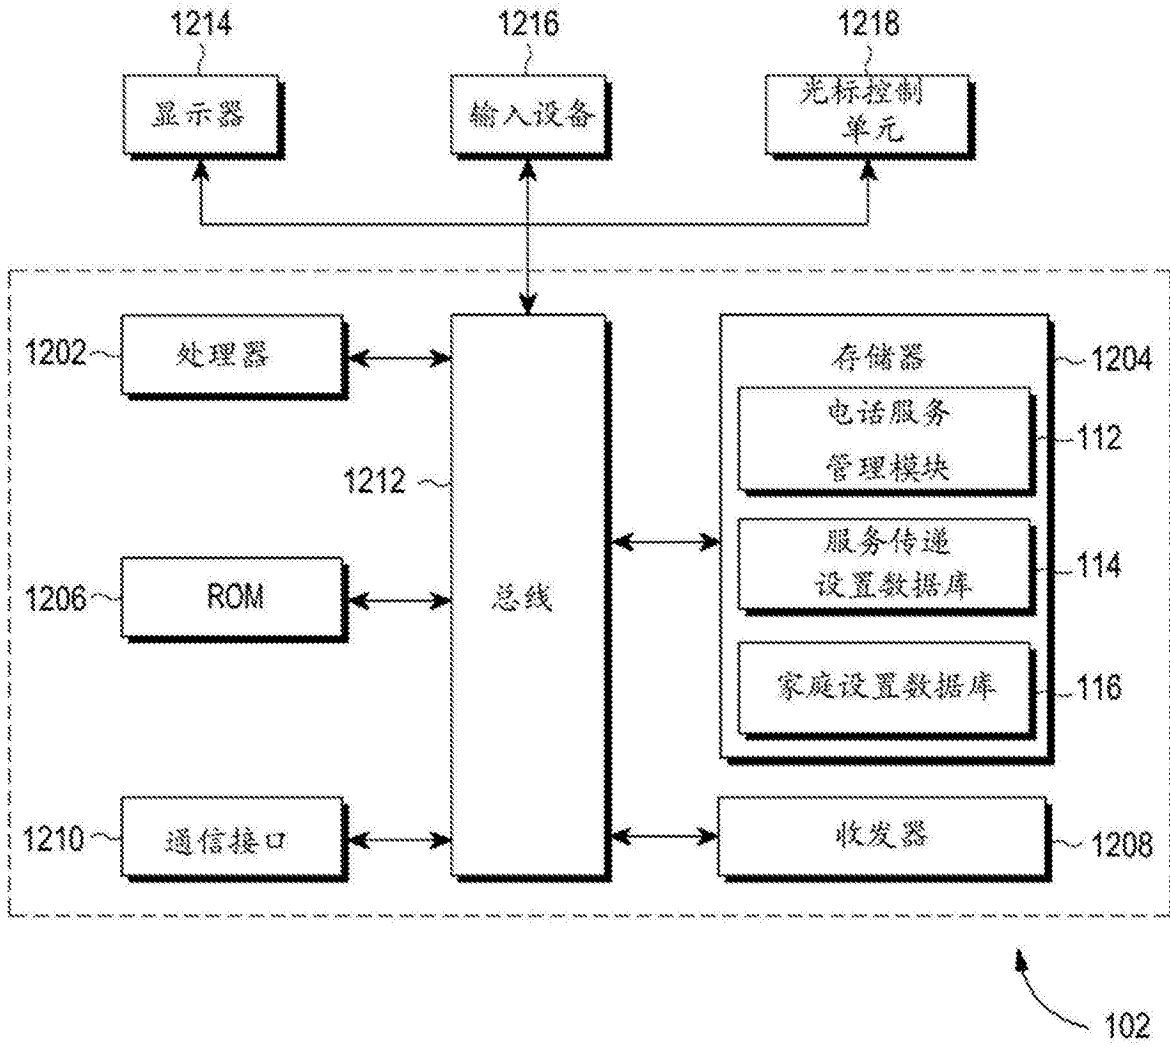 1214
1216
1218
显示器
输入设备
光标控制
单元
1202
处理器
1212
总线
存储器
1204
电话服务
管理模块
112
服务传递
设置数据库
114
家庭设置数据库
116
1206
ROM
1210
通信接口
收发器
1208
102